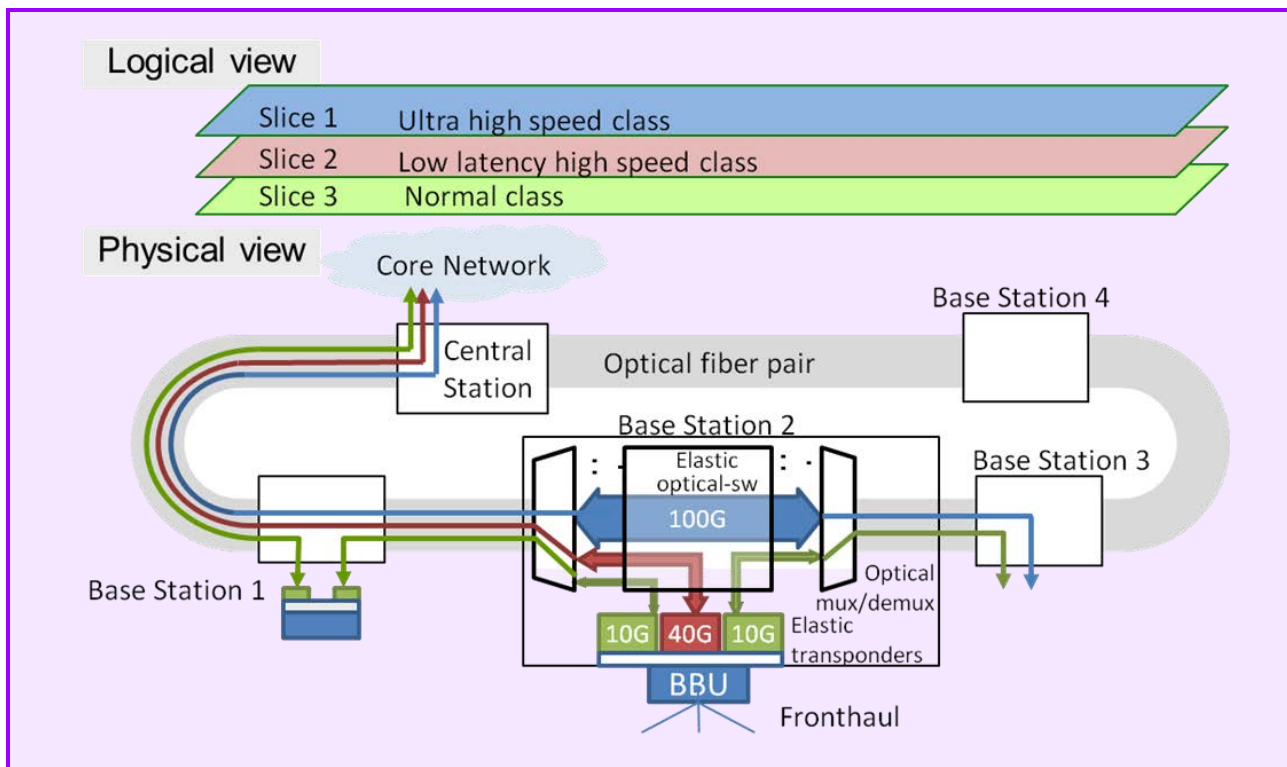 Logical view
Slice 1 Ultra high speed class
Slice 2 Low latency high speed class
Slice 3 Normal class
Physical view
Core Network
Base Station 4
Central
Station
Optical fiber pair
Base Station 2
Elastic
optical-sw
Base Station 3
100G
Base Station 1
Optical
mux/demux
10G 40G 10G
Elastic
transponders
BBU
Fronthaul